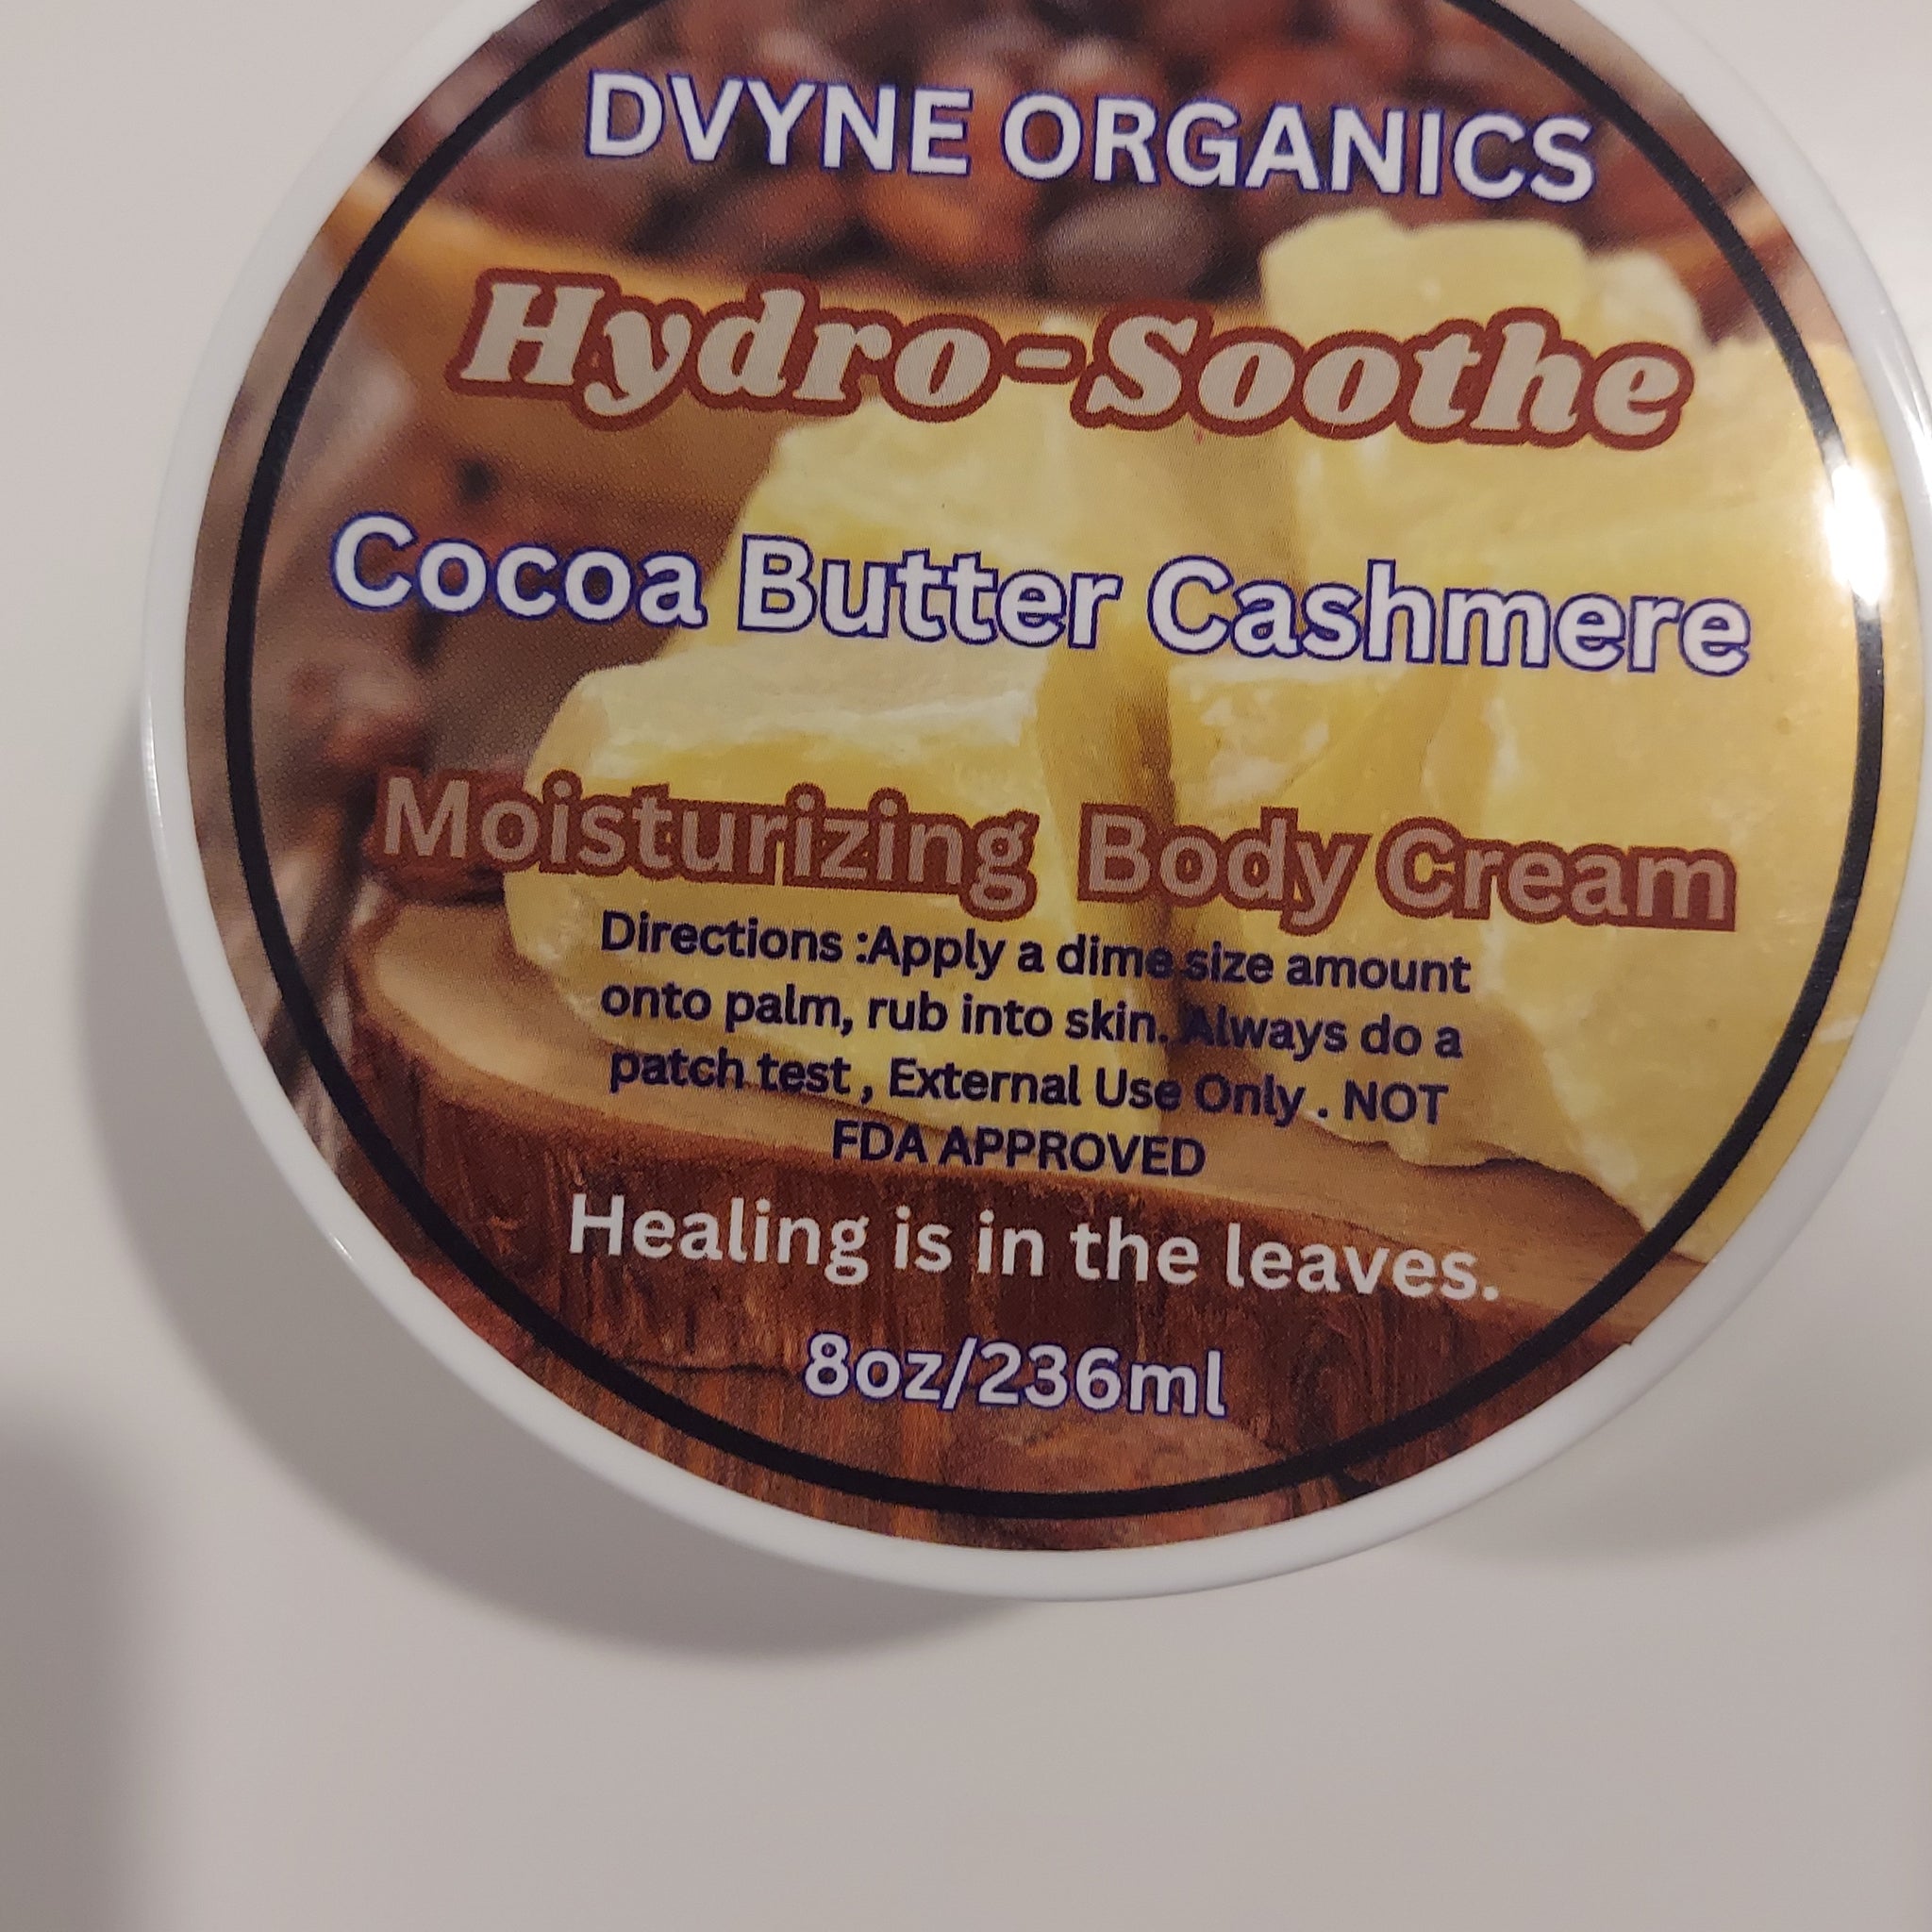 DVYNE ORGANICS
Hydro-Soothe
Cocoa Butter Cashmere
Moisturizing Body Cream
Directions :Apply a dime size amount
onto palm, rub into skin. Always do a
patch test , External Use Only . NOT
FDA APPROVED
Healing is in the leaves.
8oz/236ml